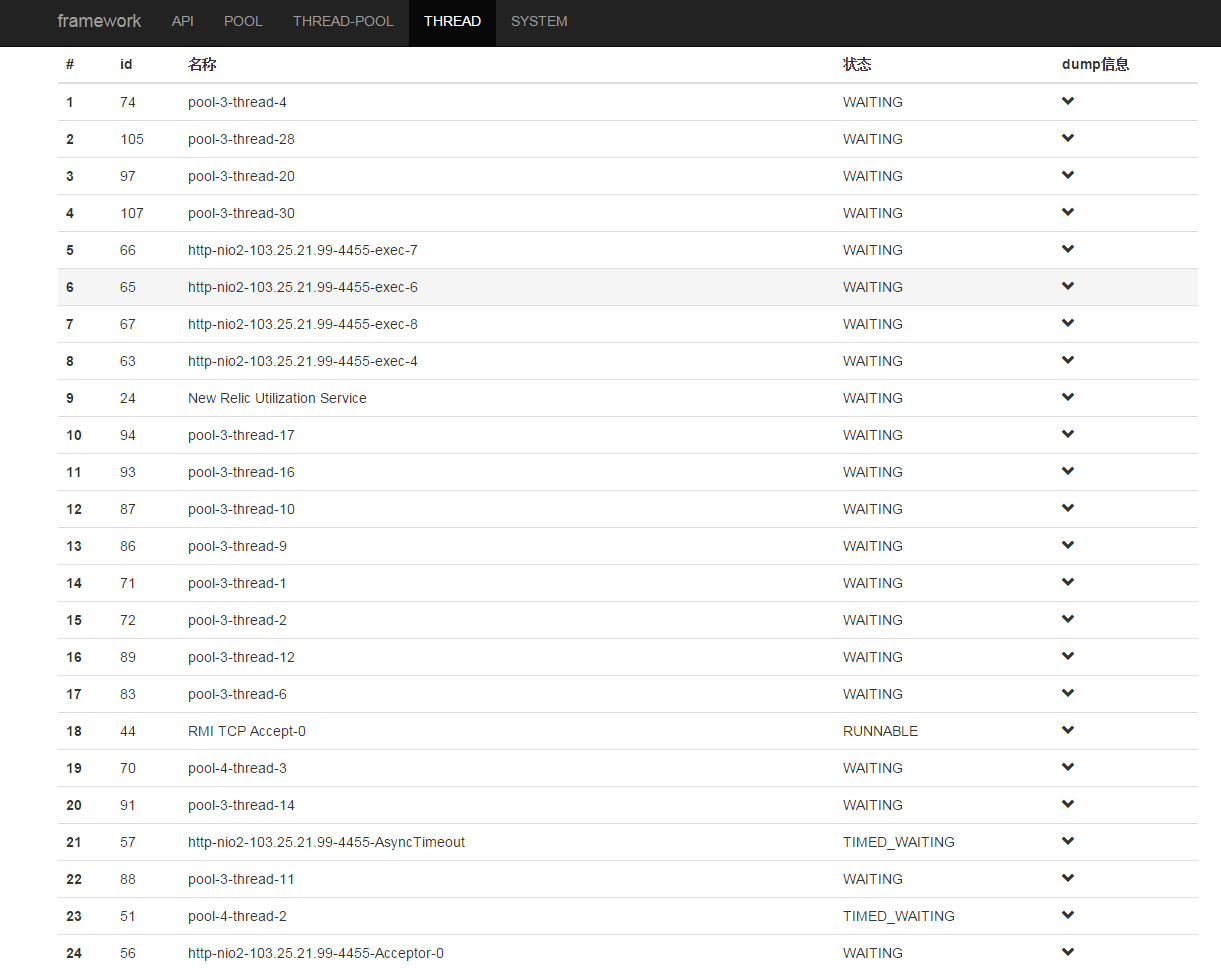 framework API POOL THREAD-POOL THREAD SYSTEM
# id 名称 状态 dump信息
1 74 pool-3-thread-4 WAITING
2 105 pool-3-thread-28 WAITING
3 97 pool-3-thread-20 WAITING
4 107 pool-3-thread-30 WAITING
5 66 http-nio2-103.25.21.99-4455-exec-7 WAITING
6 65 http-nio2-103.25.21.99-4455-exec-6 WAITING
7 67 http-nio2-103.25.21.99-4455-exec-8 WAITING
8 63 http-nio2-103.25.21.99-4455-exec-4 WAITING
9 24 New Relic Utilization Service WAITING
10 94 pool-3-thread-17 WAITING
11 93 pool-3-thread-16 WAITING
12 87 pool-3-thread-10 WAITING
13 86 pool-3-thread-9 WAITING
14 71 pool-3-thread-1 WAITING
15 72 pool-3-thread-2 WAITING
16 89 pool-3-thread-12 WAITING
17 83 pool-3-thread-6 WAITING
18 44 RMI TCP Accept-0 RUNNABLE
19 70 pool-4-thread-3 WAITING
20 91 pool-3-thread-14 WAITING
21 57 http-nio2-103.25.21.99-4455-AsyncTimeout TIMED_WAITING
22 88 pool-3-thread-11 WAITING
23 51 pool-4-thread-2 TIMED_WAITING
24 56 http-nio2-103.25.21.99-4455-Acceptor-0 WAITING